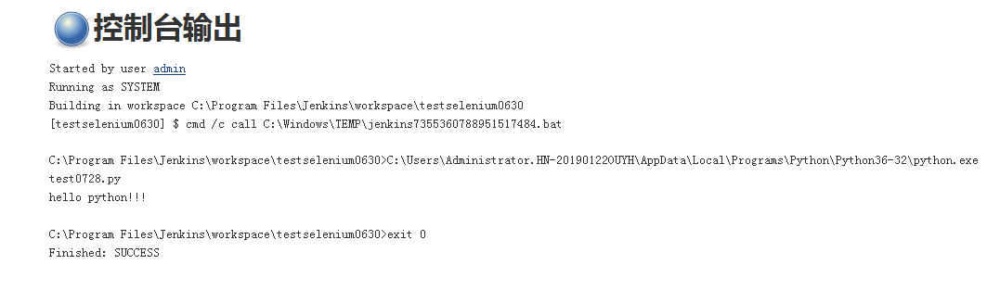 控制台输出
Started by user admin
Running as SYSTEM
Building in workspace C:\Program Files\Jenkins\workspace\testselenium0630
[testselenium0630] $ cmd /c call C:\Windows\TEMP\jenkins7355360788951517484.bat
C:\Program Files\Jenkins\workspace\testselenium0630>C:\Users\Administrator.HN-20190122OUYH\AppData\Local\Programs\Python\Python36-32\python.exe
test0728.py
hello python!!!
C:\Program Files\Jenkins\workspace\testselenium0630>exit 0
Finished: SUCCESS